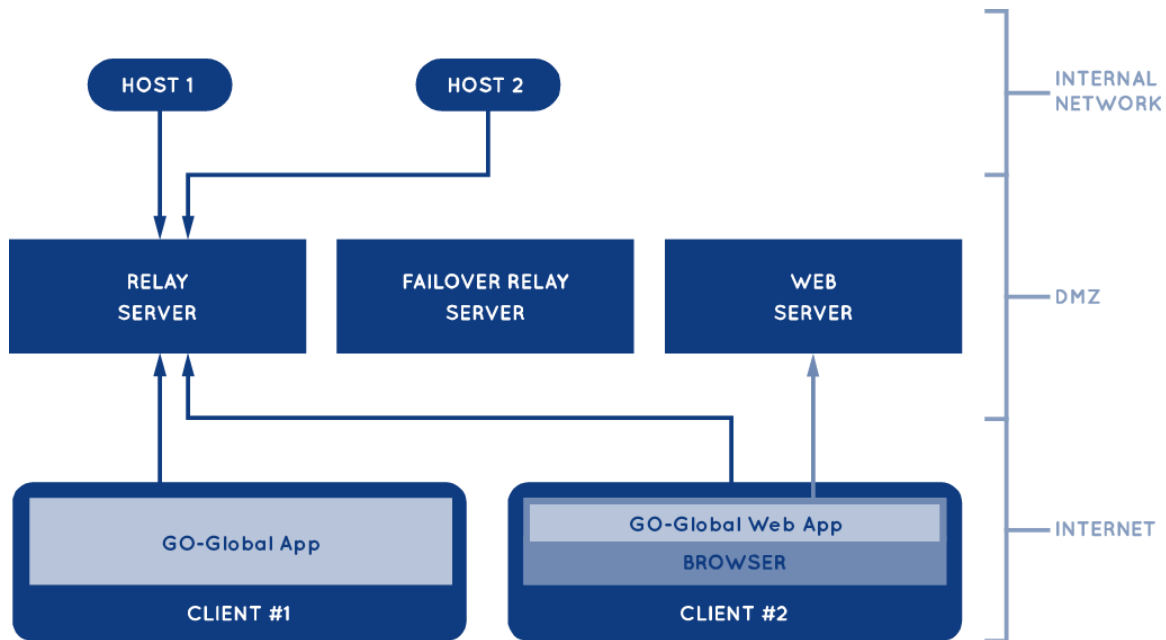 HOST 1
HOST 2
INTERNAL
NETWORK
RELAY
SERVER
FAILOVER RELAY
SERVER
WEB
SERVER
DMZ
GO-Global App
CLIENT #1
GO-Global Web App
BROWSER
CLIENT #2
INTERNET